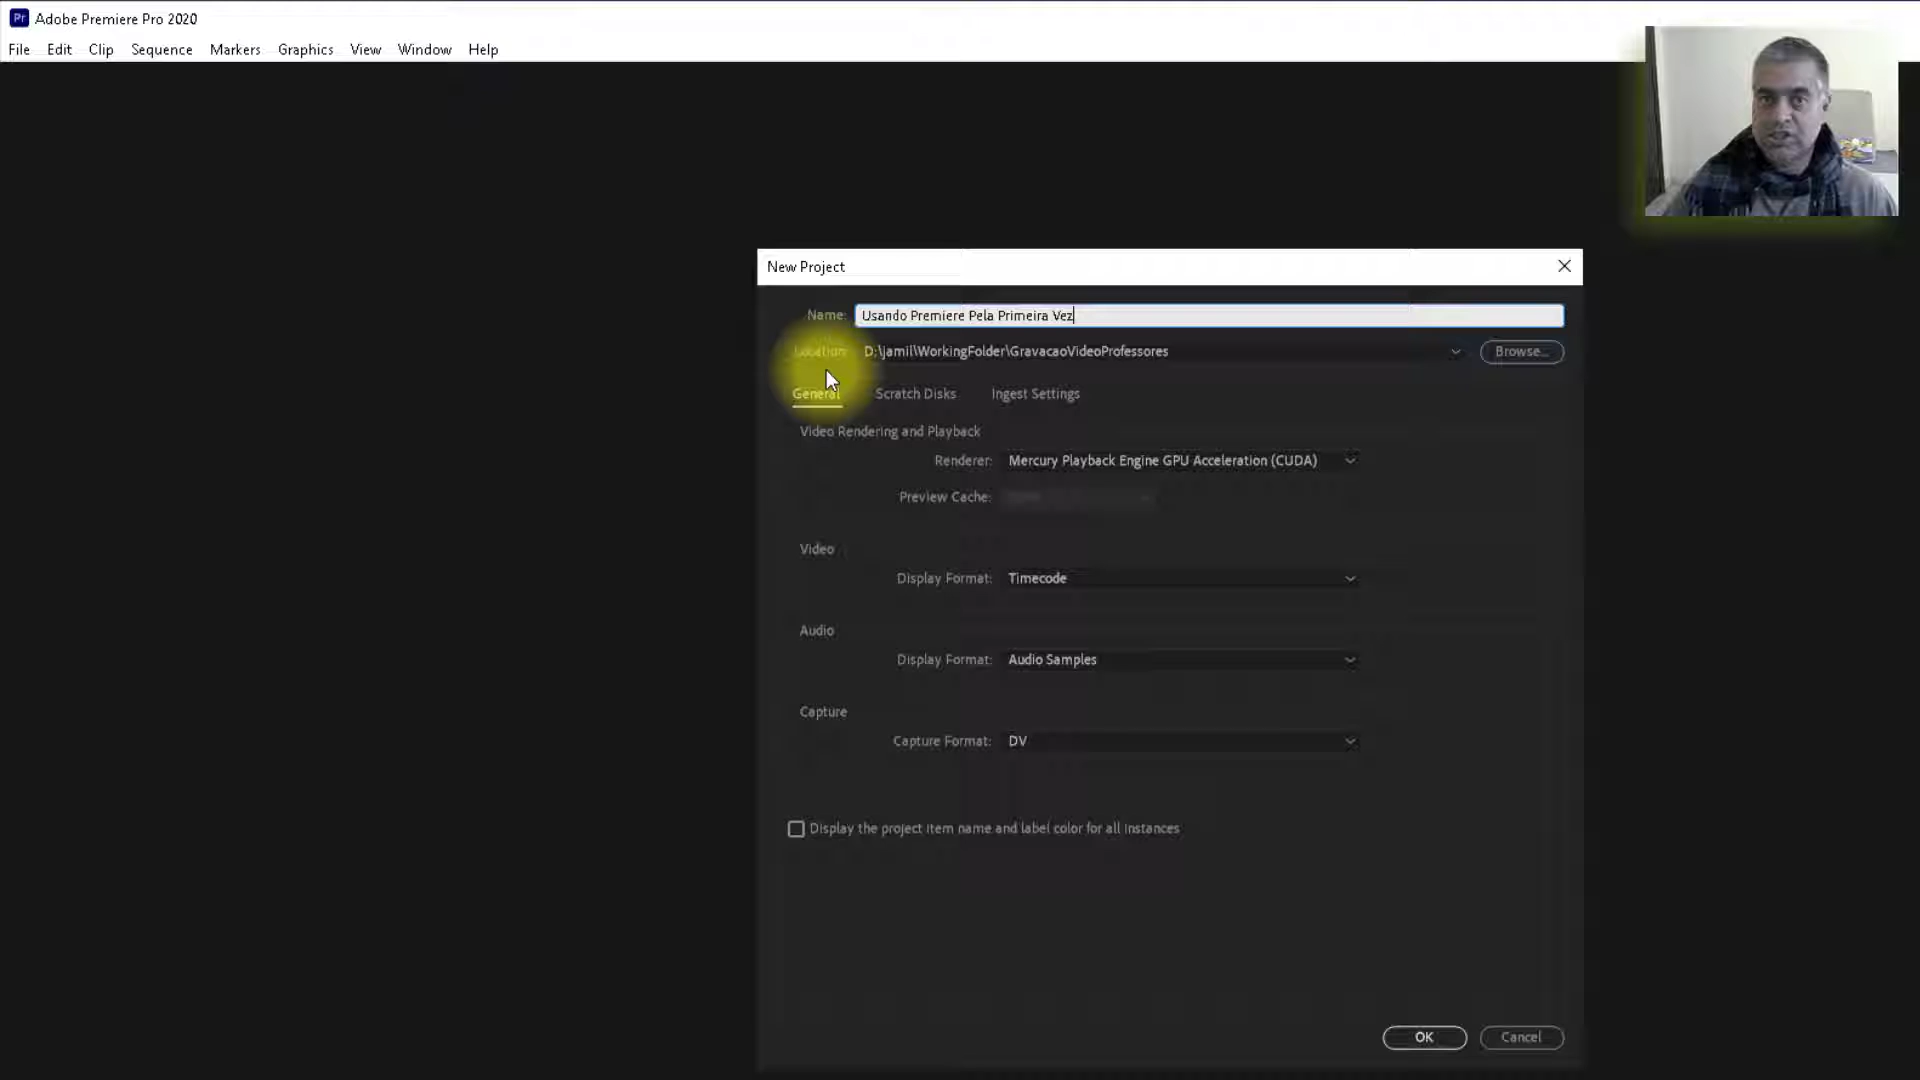 Pr Adobe Premiere Pro 2020
File Edit Clip Sequence Markers Graphics View Window Help
New Project
Name: Usando Premiere Pela Primeira Vez
Location: D:\jamil\WorkingFolder\GravacaoVideoProfessores Browse...
General Scratch Disks Ingest Settings
Video Rendering and Playback
Renderer: Mercury Playback Engine GPU Acceleration (CUDA)
Preview Cache:
Video
Display Format: Timecode
Audio
Display Format: Audio Samples
Capture
Capture Format: DV
Display the project item name and label color for all instances
OK Cancel